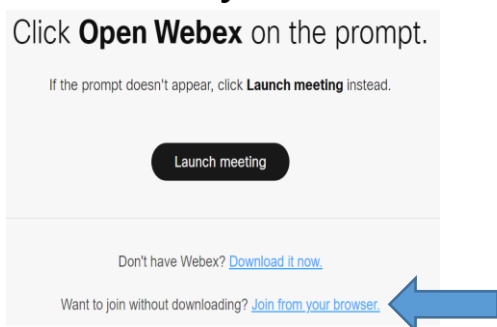 Click Open Webex on the prompt.
If the prompt doesn't appear, click Launch meeting instead.
Launch meeting
Don't have Webex? Download it now.
Want to join without downloading? Join from your browser.